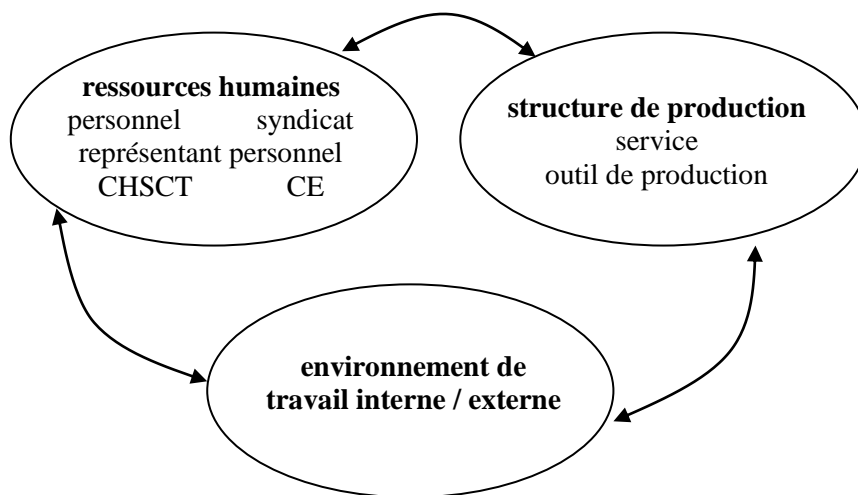 ressources humaines
personnel syndicat
représentant personnel
CHSCT CE
structure de production
service
outil de production
environnement de
travail interne / externe